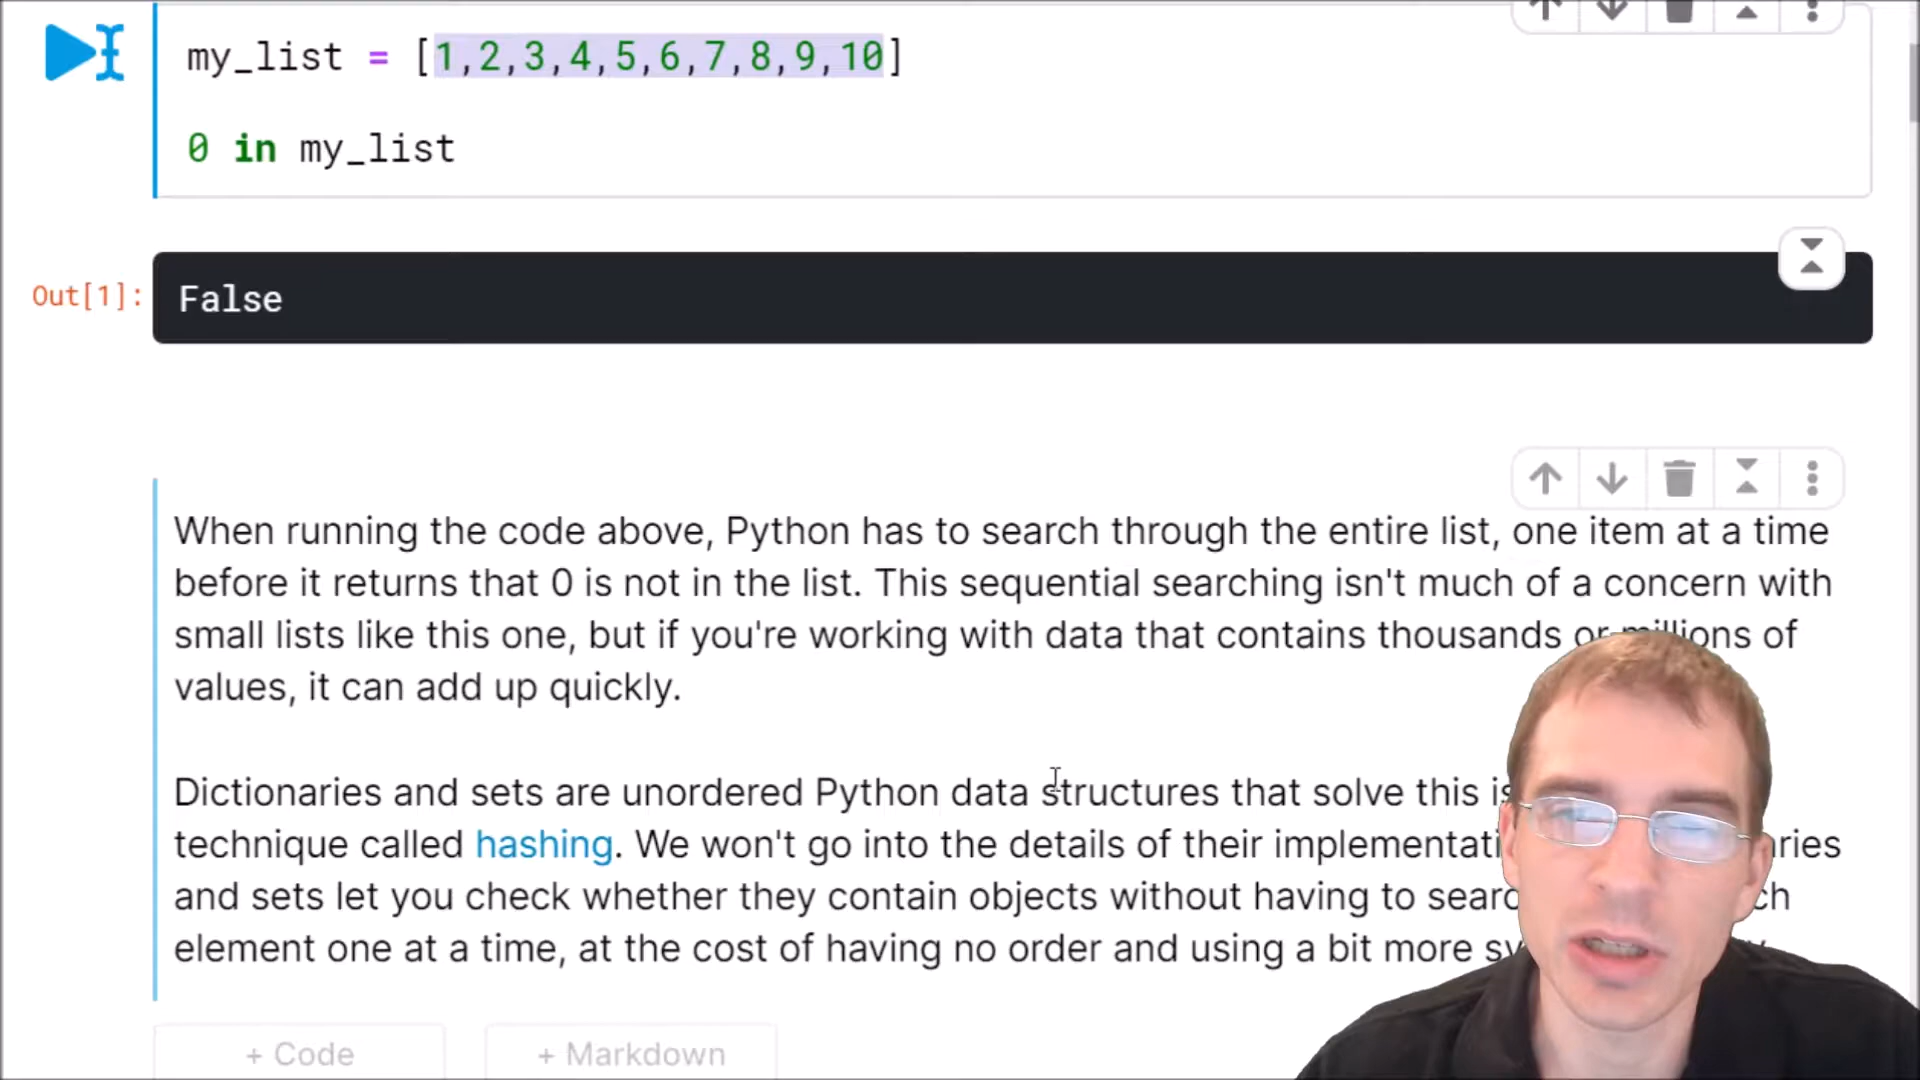 my_list = [1,2,3,4,5,6,7,8,9,10]
0 in my_list
Out[1]:
False
When running the code above, Python has to search through the entire list, one item at a time
before it returns that 0 is not in the list. This sequential searching isn't much of a concern with
small lists like this one, but if you're working with data that contains thousands or millions of
values, it can add up quickly.
Dictionaries and sets are unordered Python data structures that solve this
technique called hashing. We won't go into the details of their
and sets let you check whether they contain objects without having to
element one at a time, at the cost of having no order and using a bit more
+ Code
+ Markdown